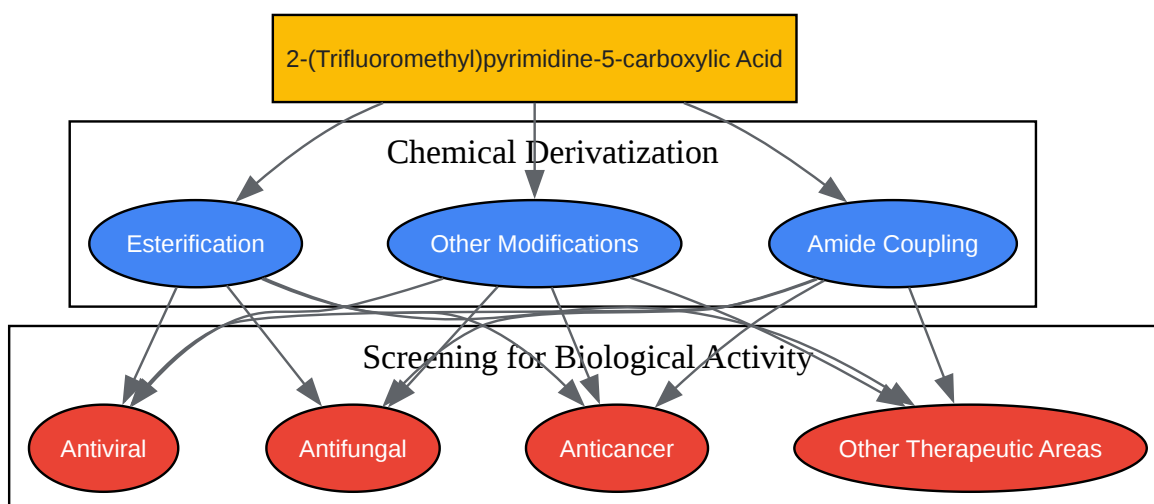 2-(Trifluoromethyl)pyrimidine-5-carboxylic Acid
Chemical Derivatization
Esterification
Other Modifications
Amide Coupling
Screening for Biological Activity
Antiviral
Antifungal
Anticancer
Other Therapeutic Areas